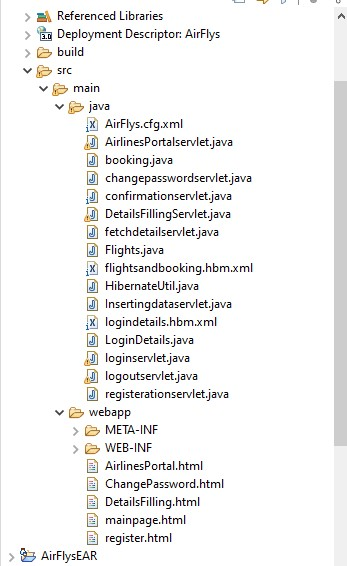 Referenced Libraries
3.0 Deployment Descriptor: AirFlys
build
src
main
java
AirFlys.cfg.xml
AirlinesPortalservlet.java
booking.java
changepasswordservlet.java
confirmationservlet.java
DetailsFillingServlet.java
fetchdetailservlet.java
Flights.java
flightsandbooking.hbm.xml
HibernateUtil.java
Insertingdataservlet.java
logindetails.hbm.xml
LoginDetails.java
loginservlet.java
logoutservlet.java
registerationservlet.java
webapp
META-INF
WEB-INF
AirlinesPortal.html
ChangePassword.html
DetailsFilling.html
mainpage.html
register.html
AirFlysEAR